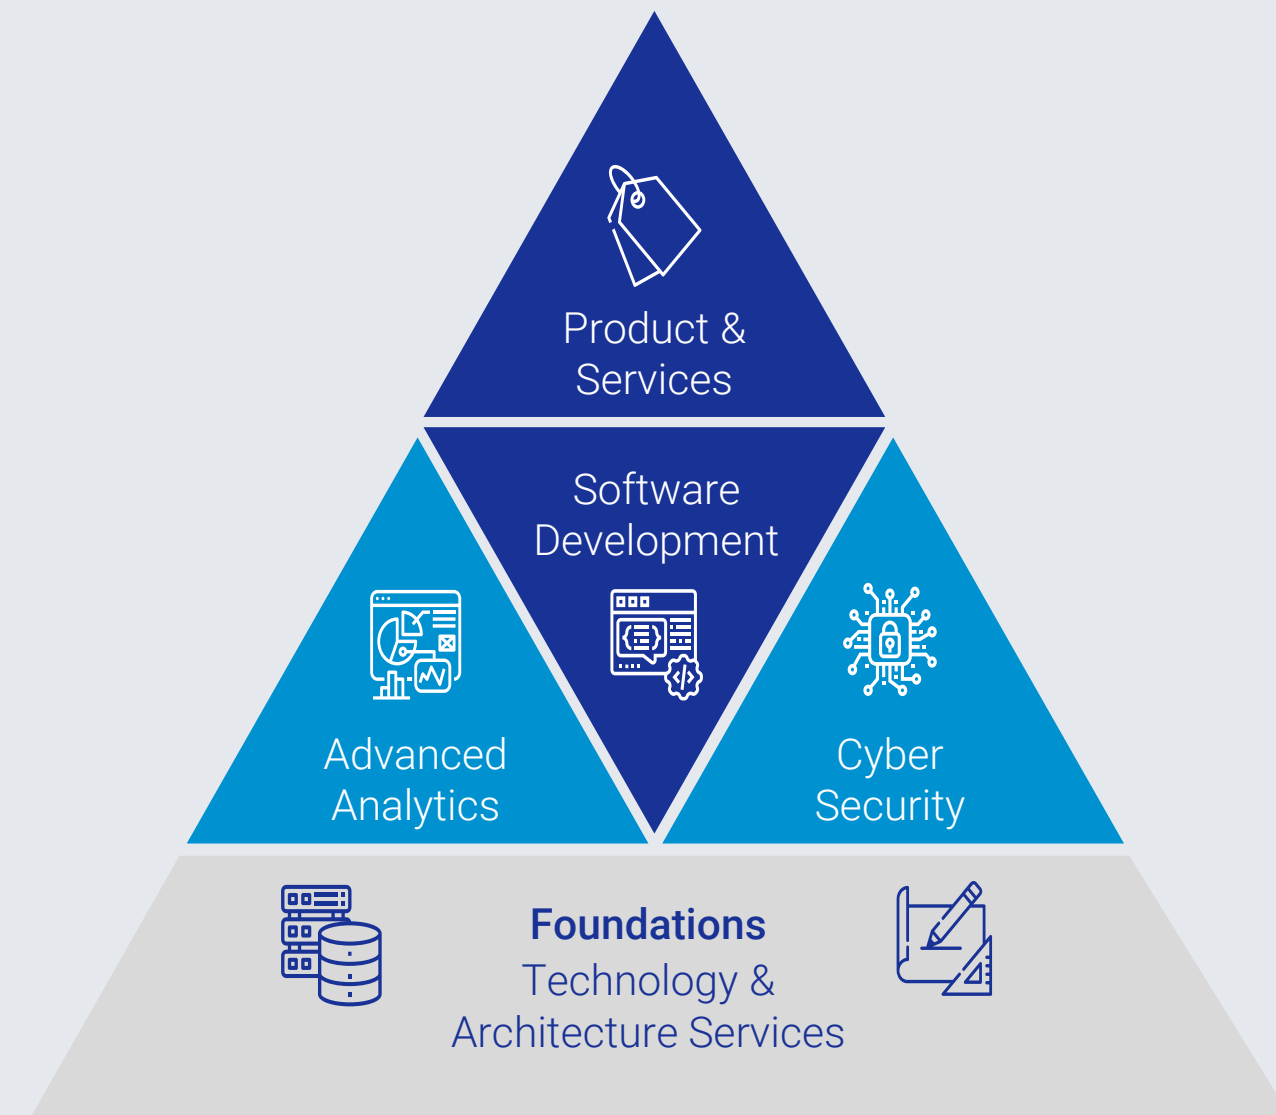 Product &
Services
Software
Development
Advanced
Analytics
Cyber
Security
Foundations
Technology &
Architecture Services